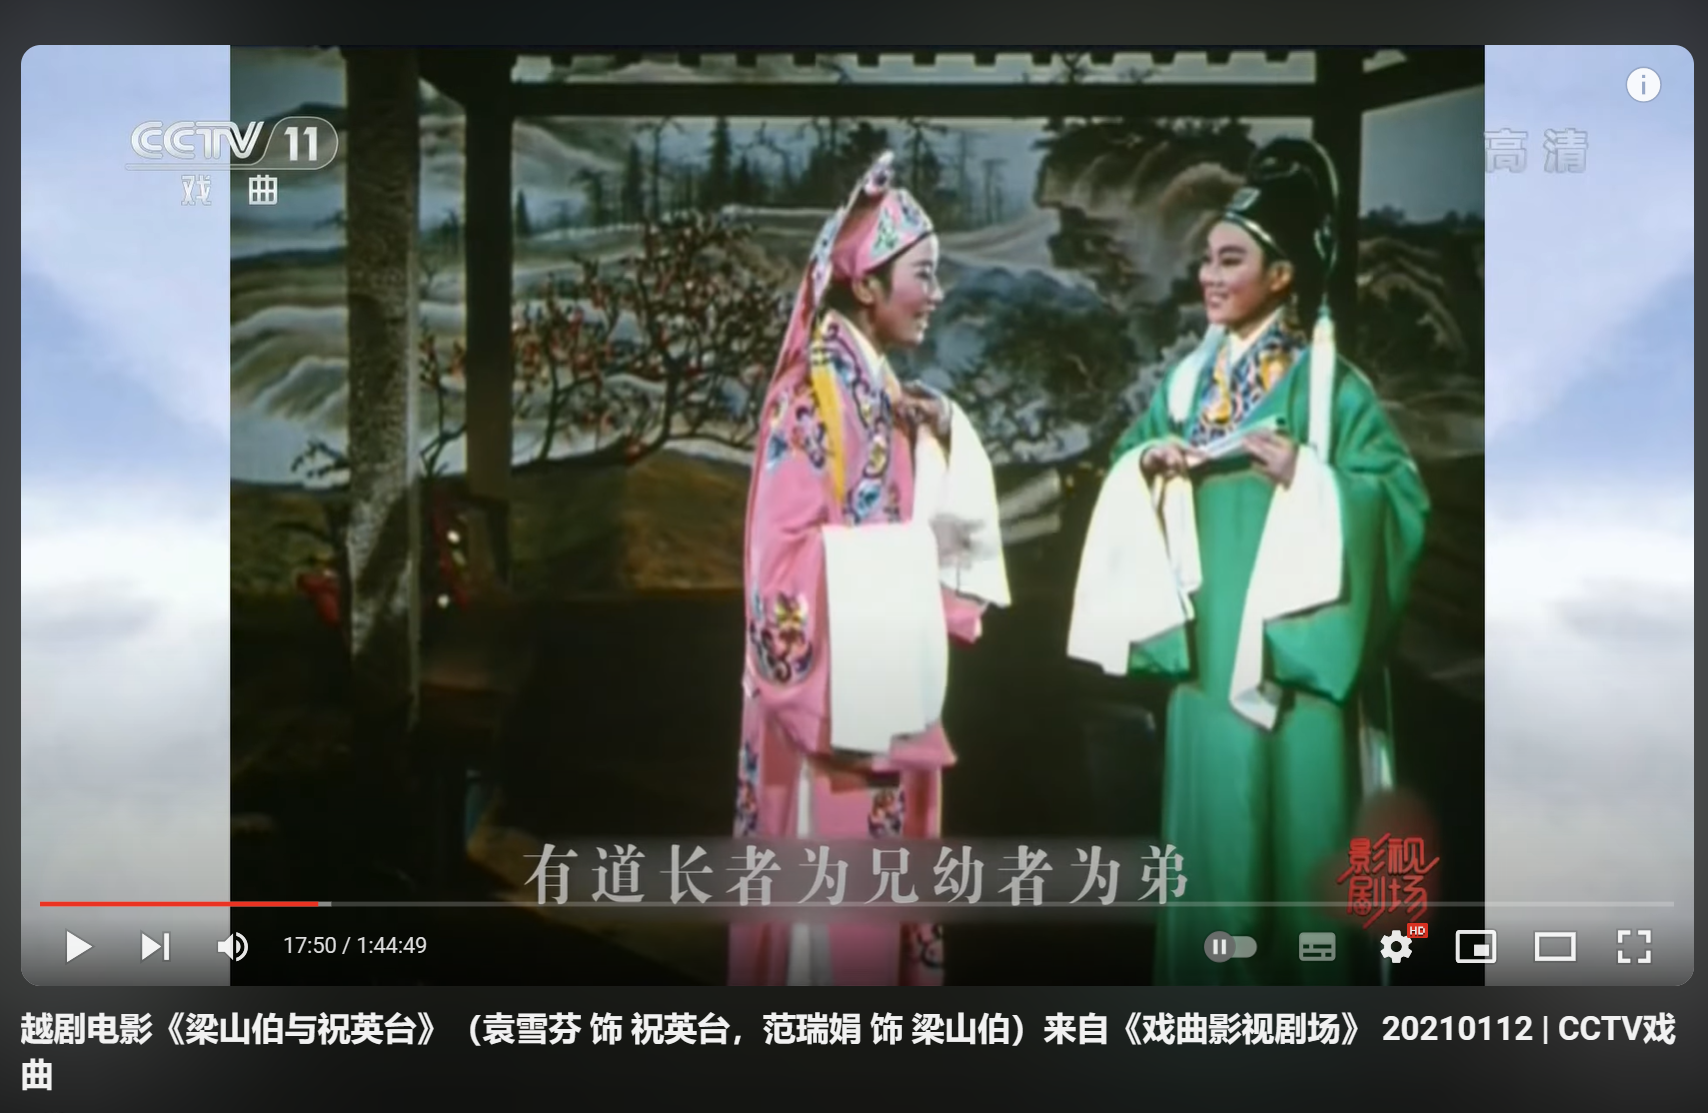 CCTV 11
戏 曲
高清
有道长者为兄幼者为弟
影视
剧场
17:50 / 1:44:49
HD
越剧电影《梁山伯与祝英台》（袁雪芬 饰 祝英台，范瑞娟 饰 梁山伯）来自《戏曲影视剧场》 20210112 | CCTV戏
曲